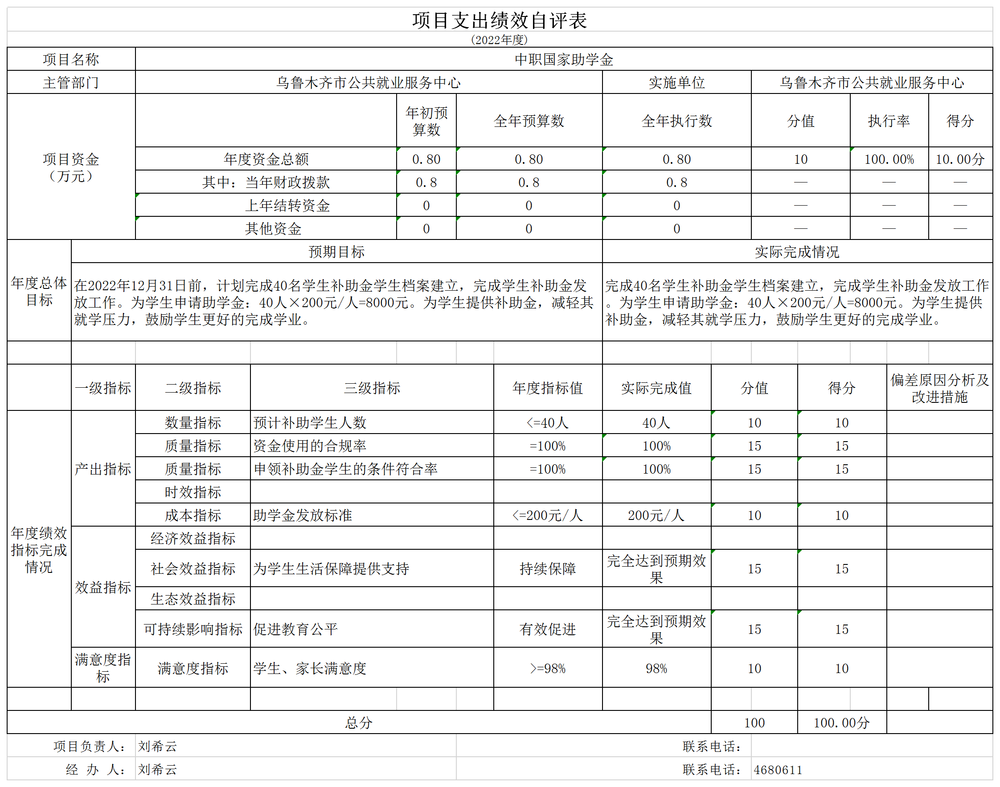 项目支出绩效自评表
(2022年度)
项目名称 中职国家助学金
主管部门 乌鲁木齐市公共就业服务中心 实施单位 乌鲁木齐市公共就业服务中心
项目资金
（万元）
年初预
算数 全年预算数 全年执行数 分值 执行率 得分
年度资金总额 0.80 0.80 0.80 10 100.00% 10.00分
其中：当年财政拨款 0.8 0.8 0.8 — — —
上年结转资金 0 0 0 — — —
其他资金 0 0 0 — — —
年度总体
目标
预期目标 实际完成情况
在2022年12月31日前，计划完成40名学生补助金学生档案建立，完成学生补助金发
放工作。为学生申请助学金：40人×200元/人=8000元。为学生提供补助金，减轻其
就学压力，鼓励学生更好的完成学业。
完成40名学生补助金学生档案建立，完成学生补助金发放工作
。为学生申请助学金：40人×200元/人=8000元。为学生提供
补助金，减轻其就学压力，鼓励学生更好的完成学业。
一级指标 二级指标 三级指标 年度指标值 实际完成值 分值 得分 偏差原因分析及
改进措施
年度绩效
指标完成
情况
产出指标
数量指标 预计补助学生人数 <=40人 40人 10 10
质量指标 资金使用的合规率 =100% 100% 15 15
质量指标 申领补助金学生的条件符合率 =100% 100% 15 15
时效指标
成本指标 助学金发放标准 <=200元/人 200元/人 10 10
效益指标
经济效益指标
社会效益指标 为学生生活保障提供支持 持续保障 完全达到预期效
果 15 15
生态效益指标
可持续影响指标 促进教育公平 有效促进 完全达到预期效
果 15 15
满意度指
标
满意度指标 学生、家长满意度 >=98% 98% 10 10
总分 100 100.00分
项目负责人： 刘希云 联系电话：
经 办 人： 刘希云 联系电话： 4680611